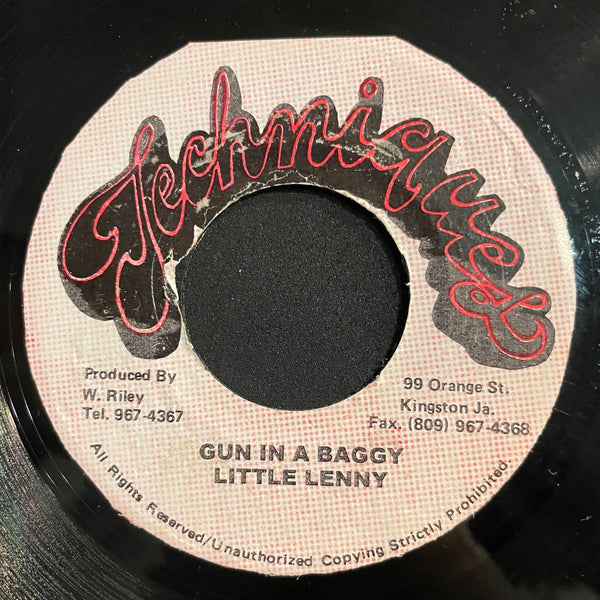 Techniques
Produced By
W. Riley
Tel. 967-4367
99 Orange St.
Kingston Ja.
Fax. (809) 967-4368
GUN IN A BAGGY
LITTLE LENNY
All Rights Reserved/Unauthorized Copying Strictly Prohibited.